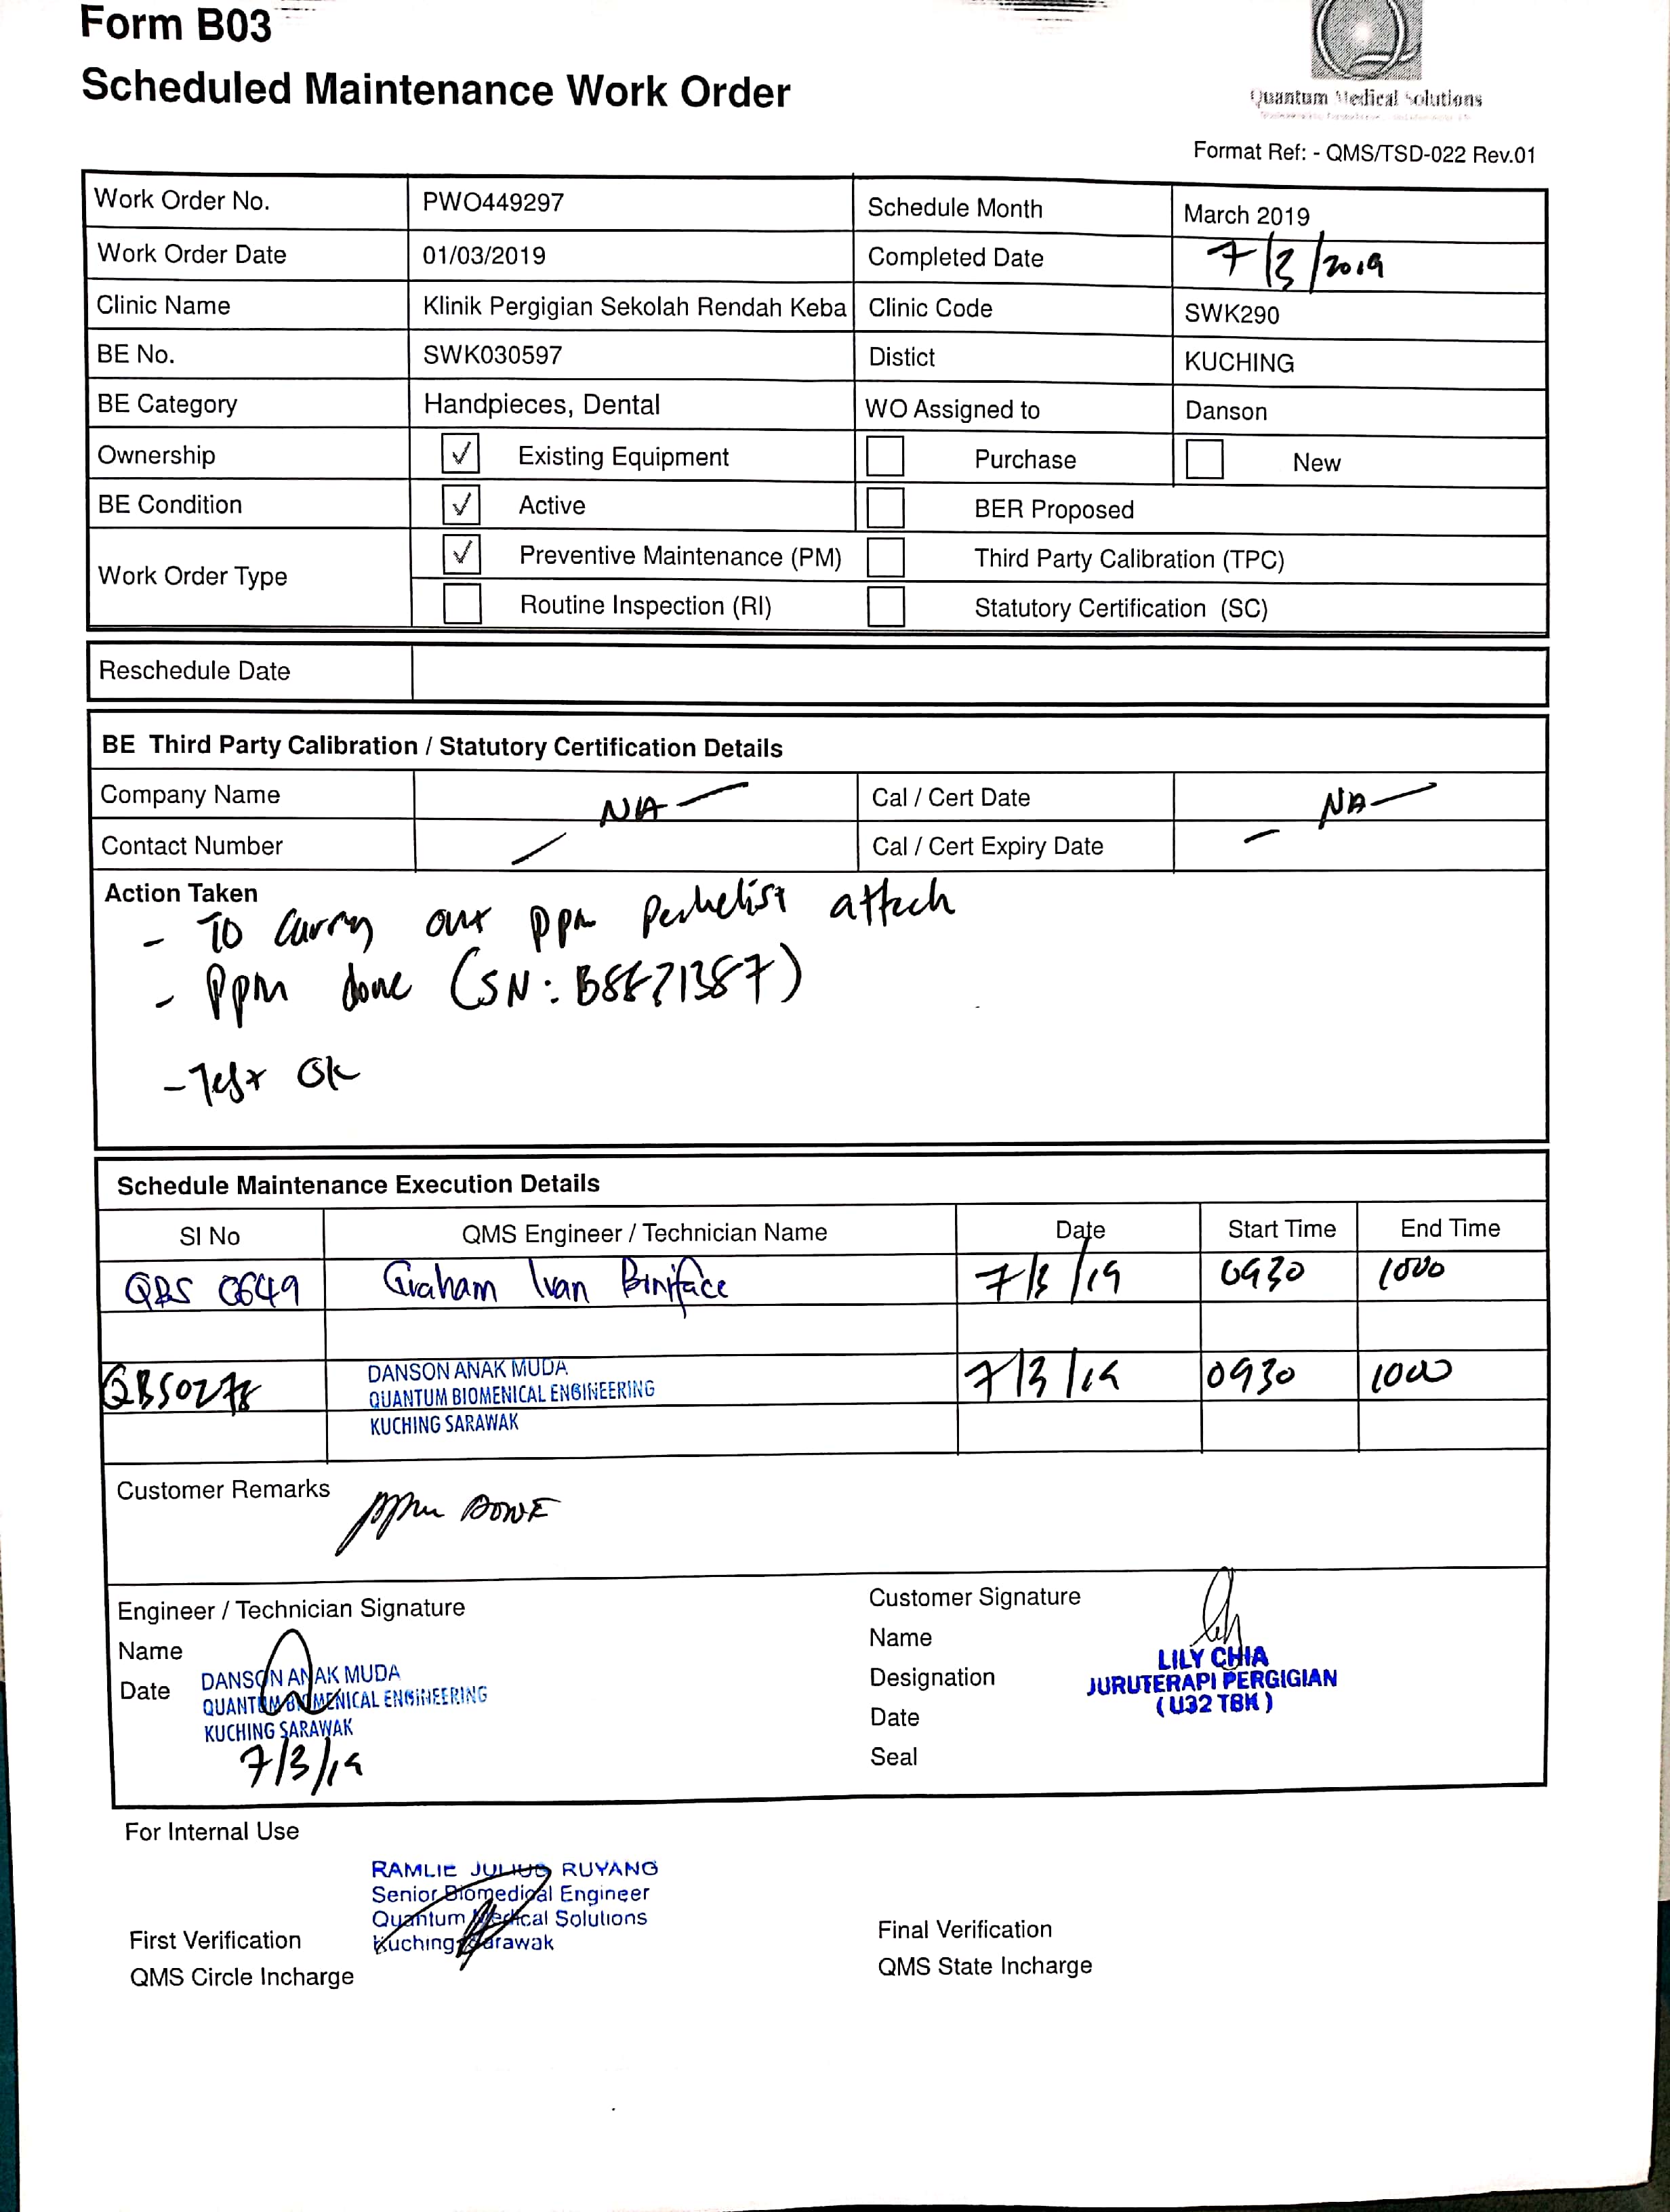 Form B03
Scheduled Maintenance Work Order
Quantum Medical Solutions
Format Ref: - QMS/TSD-022 Rev.01
Work Order No. PWO449297 Schedule Month March 2019
Work Order Date 01/03/2019 Completed Date 7/3/2019
Clinic Name Klinik Pergigian Sekolah Rendah Keba Clinic Code SWK290
BE No. SWK030597 Distict KUCHING
BE Category Handpieces, Dental WO Assigned to Danson
Ownership ✓ Existing Equipment Purchase New
BE Condition ✓ Active BER Proposed
Work Order Type ✓ Preventive Maintenance (PM) Third Party Calibration (TPC)
Routine Inspection (RI) Statutory Certification (SC)
Reschedule Date
BE Third Party Calibration / Statutory Certification Details
Company Name NA Cal / Cert Date NA
Contact Number Cal / Cert Expiry Date
Action Taken
- To carry out ppm attach
- Ppm done (SN:
- Test Ok
Schedule Maintenance Execution Details
SI No QMS Engineer / Technician Name Date Start Time End Time
QBS 0649 Graham Ivan Biniface 7/3/19 0930 1000
QBS0278 DANSON ANAK MUDA 7/3/19 0930 1000
QUANTUM BIOMENICAL ENGINEERING
KUCHING SARAWAK
Customer Remarks ppm DONE
Engineer / Technician Signature Customer Signature
Name Name LILY CHIA
Date DANSON ANAK MUDA Designation JURUTERAPI PERGIGIAN
QUANTUM BIOMENICAL ENGINEERING Date (U32 TBK)
KUCHING SARAWAK Seal
7/3/19
For Internal Use
RAMLIE JULIUS RUYANG
Senior Biomedical Engineer
Quantum Medical Solutions
Kuching Sarawak
First Verification Final Verification
QMS Circle Incharge QMS State Incharge